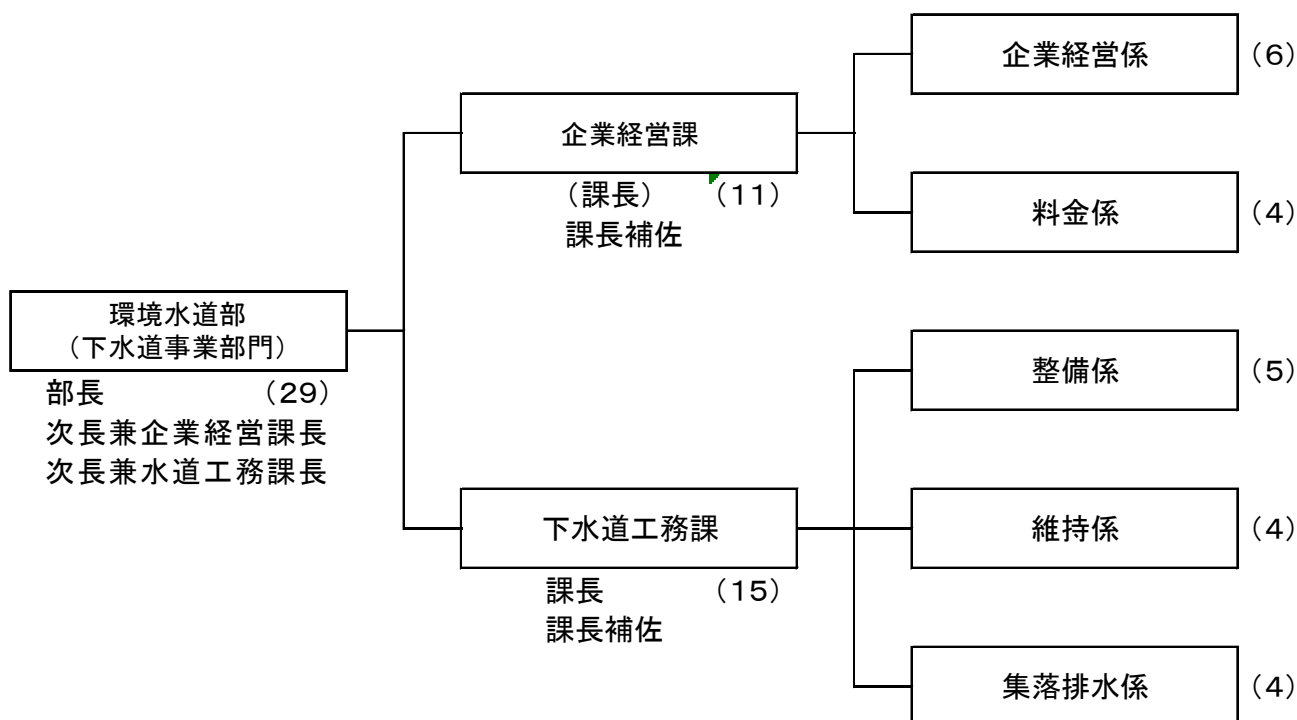 企業経営係 （６）
企業経営課
（課長） （１１）
課長補佐
料金係 （４）
環境水道部
（下水道事業部門）
部長 （２９）
次長兼企業経営課長
次長兼水道工務課長
整備係 （５）
下水道工務課
課長 （１５）
課長補佐
維持係 （４）
集落排水係 （４）